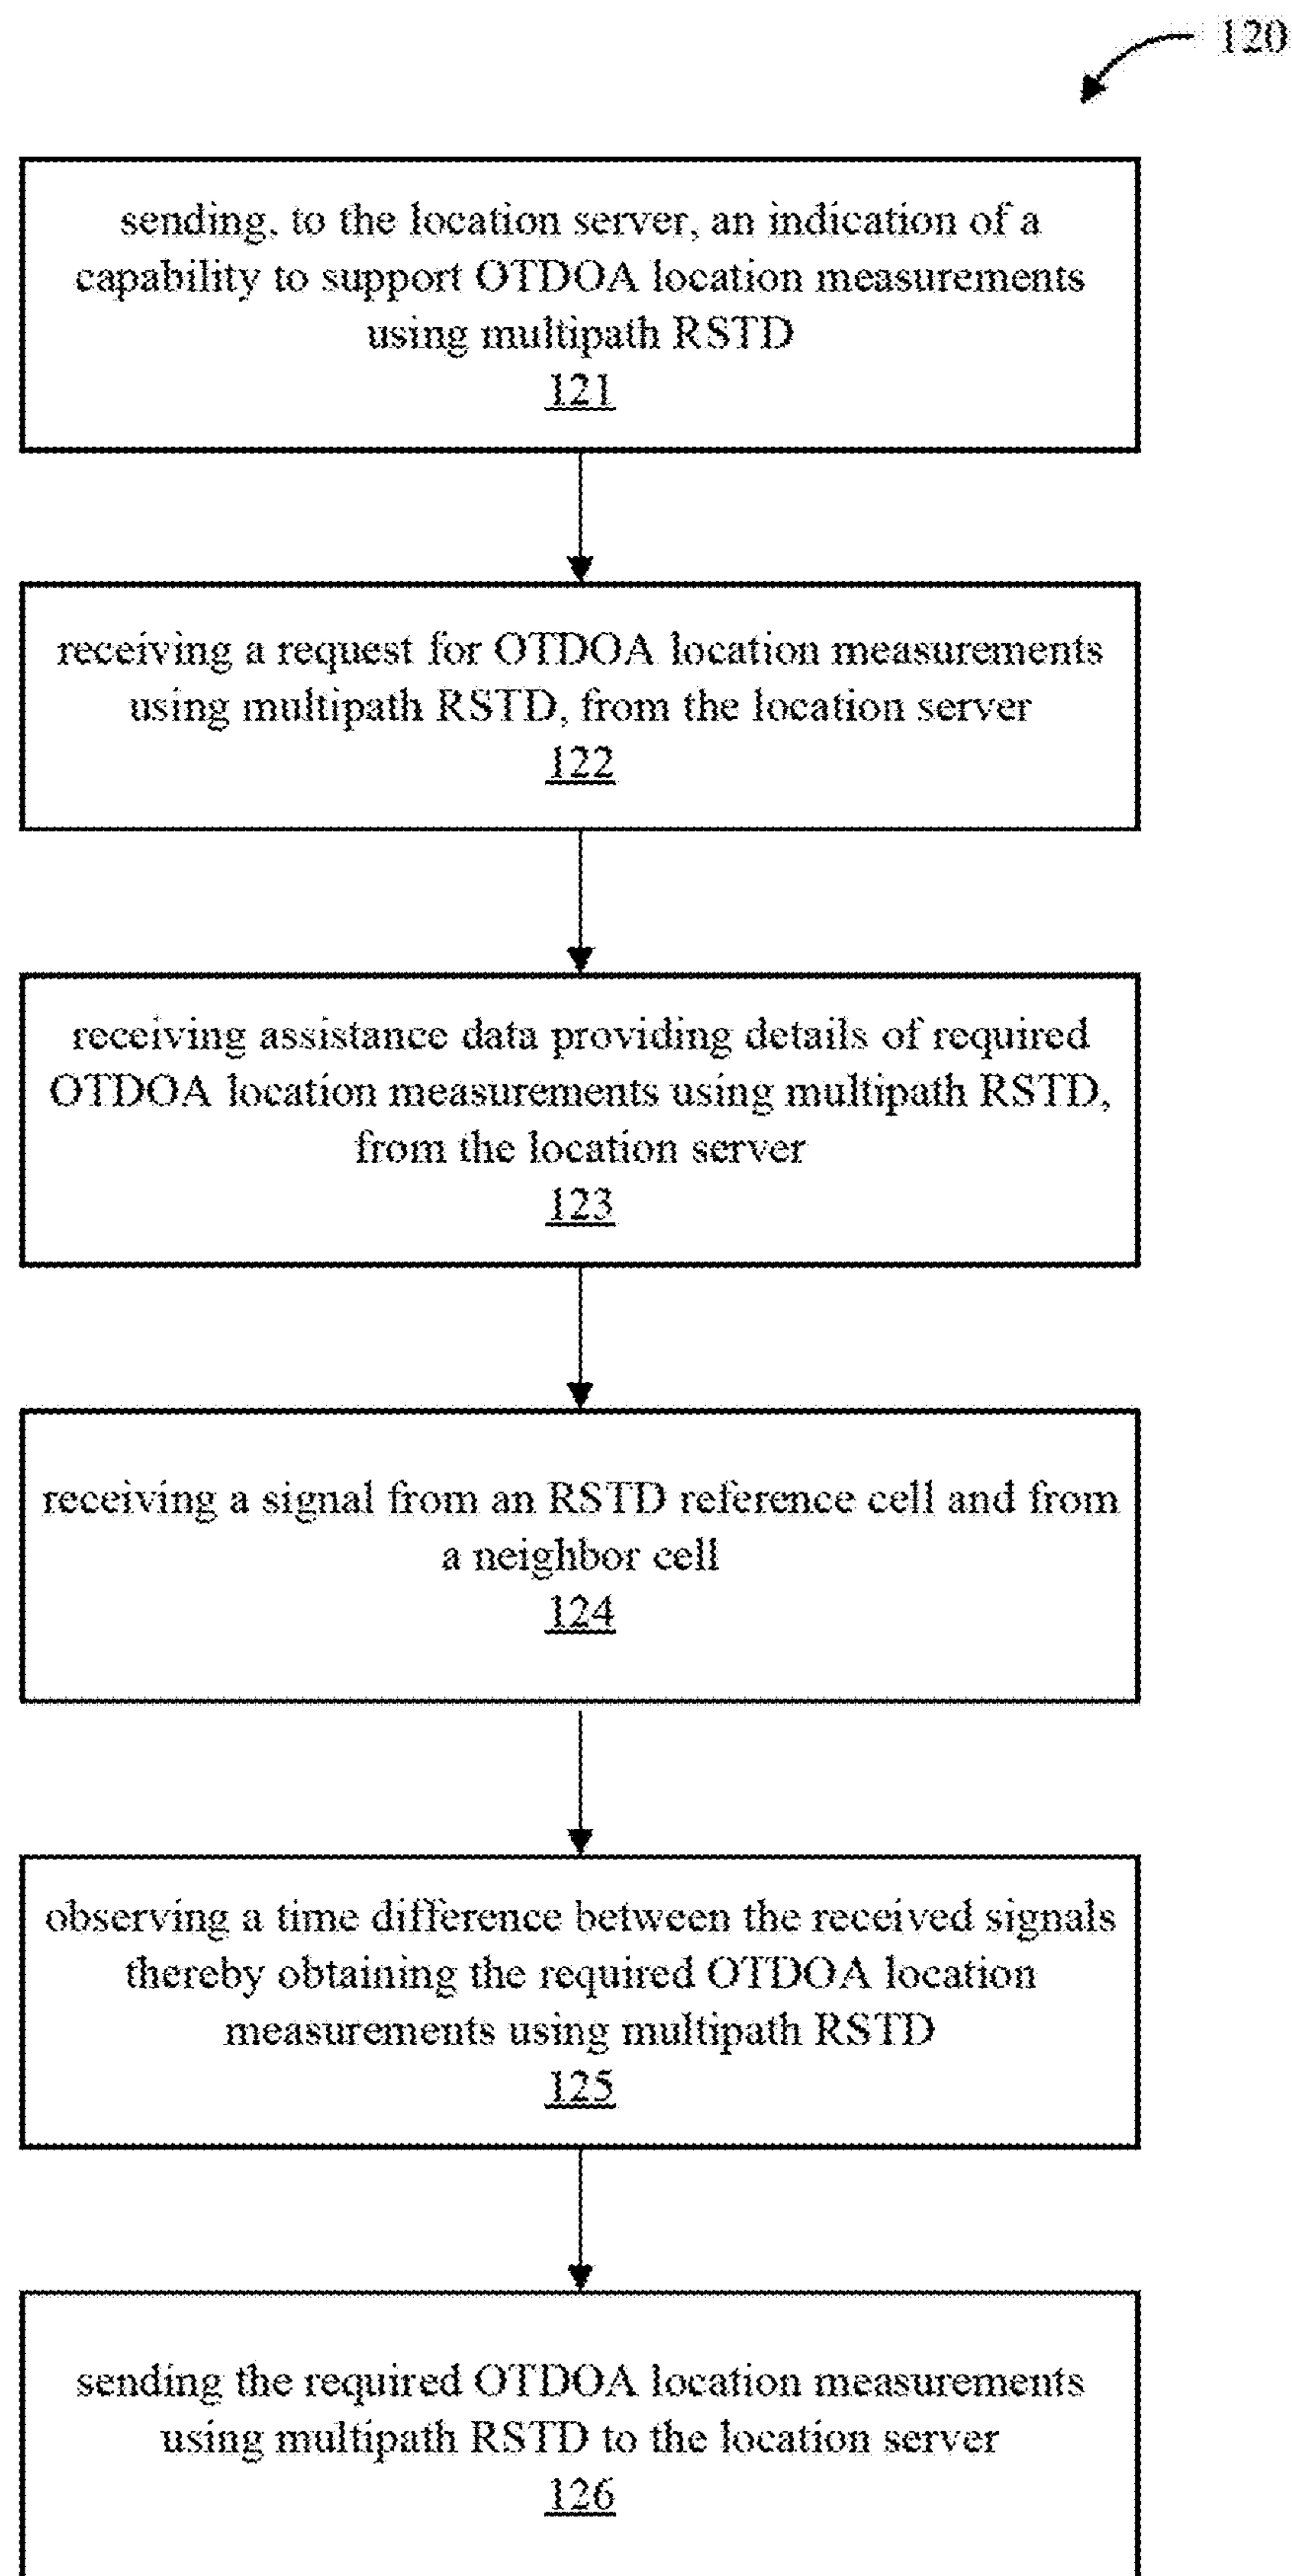 120
sending, to the location server, an indication of a
capability to support OTDOA location measurements
using multipath RSTD
121
receiving a request for OTDOA location measurements
using multipath RSTD, from the location server
122
receiving assistance data providing details of required
OTDOA location measurements using multipath RSTD,
from the location server
123
receiving a signal from an RSTD reference cell and from
a neighbor cell
124
observing a time difference between the received signals
thereby obtaining the required OTDOA location
measurements using multipath RSTD
125
sending the required OTDOA location measurements
using multipath RSTD to the location server
126